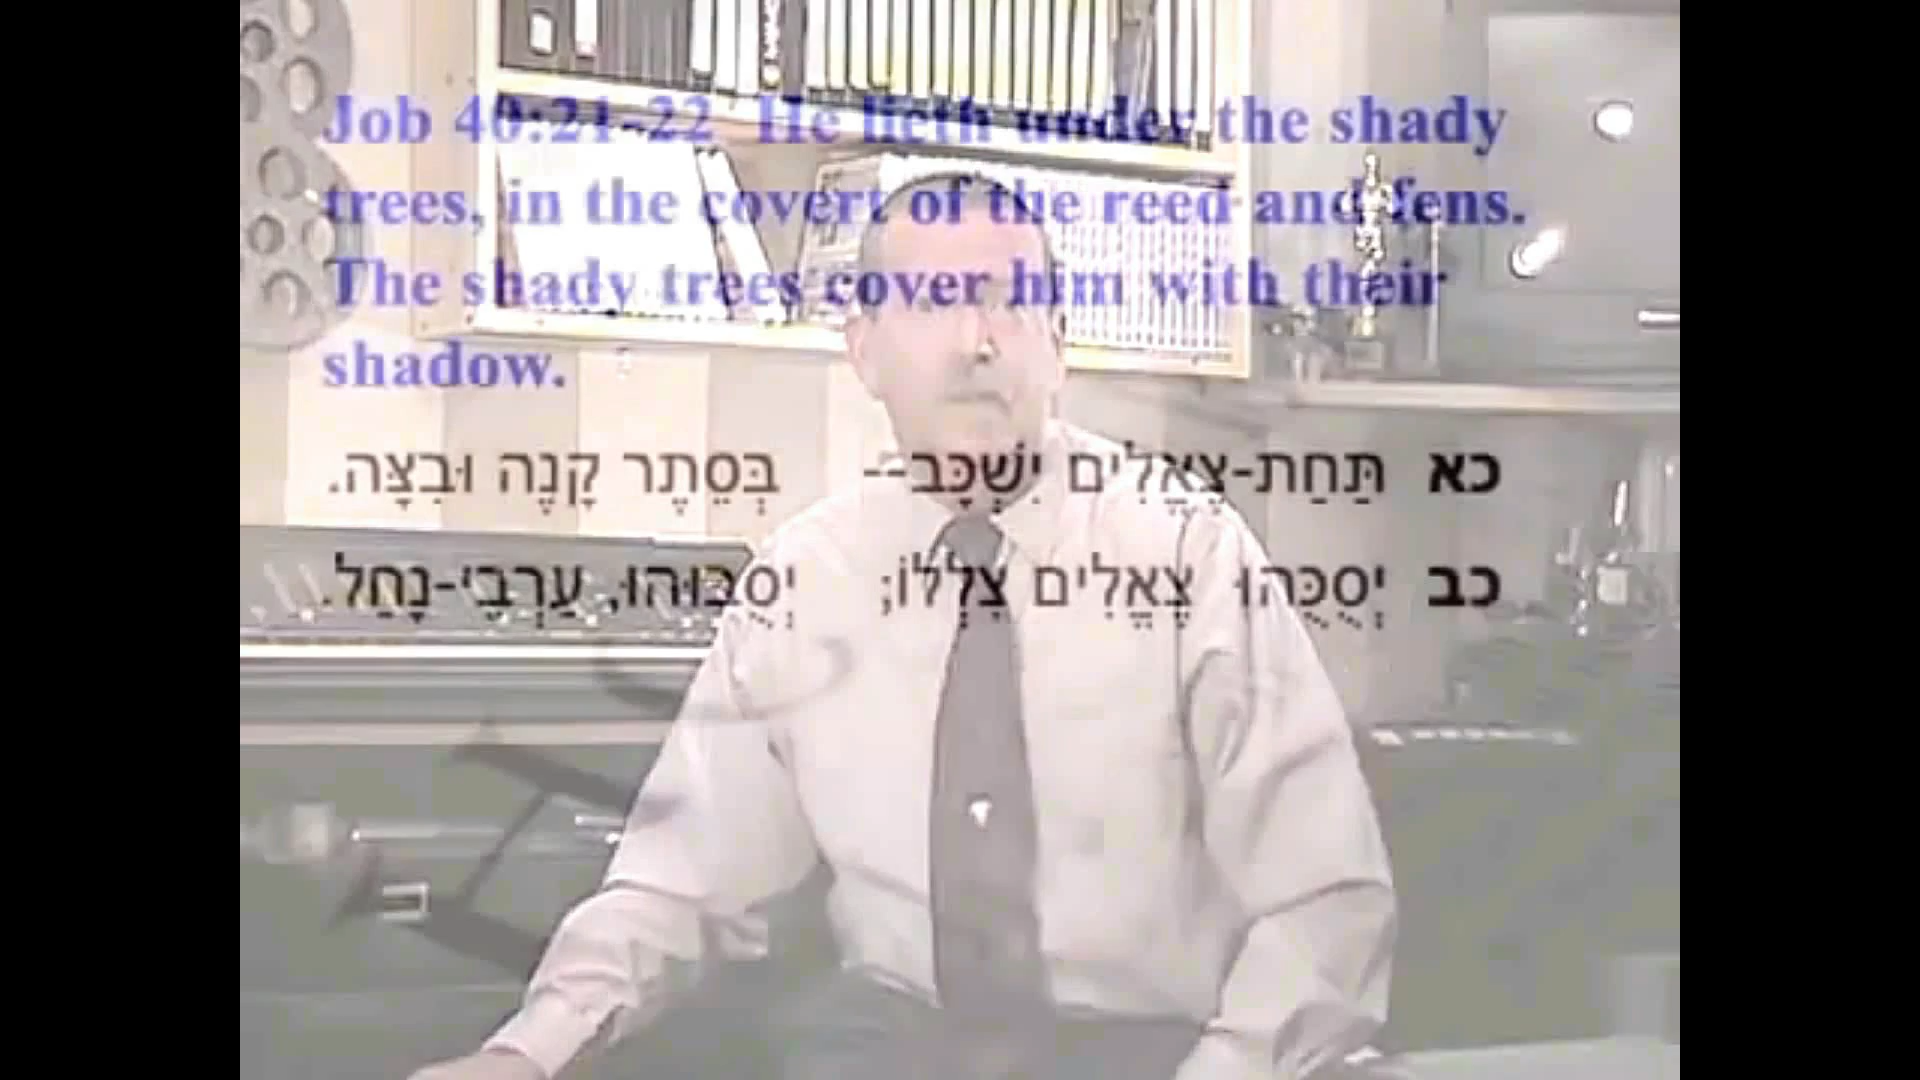 Job 40:21-22 He lieth under the shady
trees, in the covert of the reed and fens.
The shady trees cover him with their
shadow.
כא תַּחַת-צֶאֱלִים יִשְׁכָּב-- בְּסֵתֶר קָנֶה וּבִצָּה.
כב יְסֻכֻּהוּ צֶאֱלִים צִלְלוֹ; יְסֻבּוּהוּ, עַרְבֵי-נָחַל.